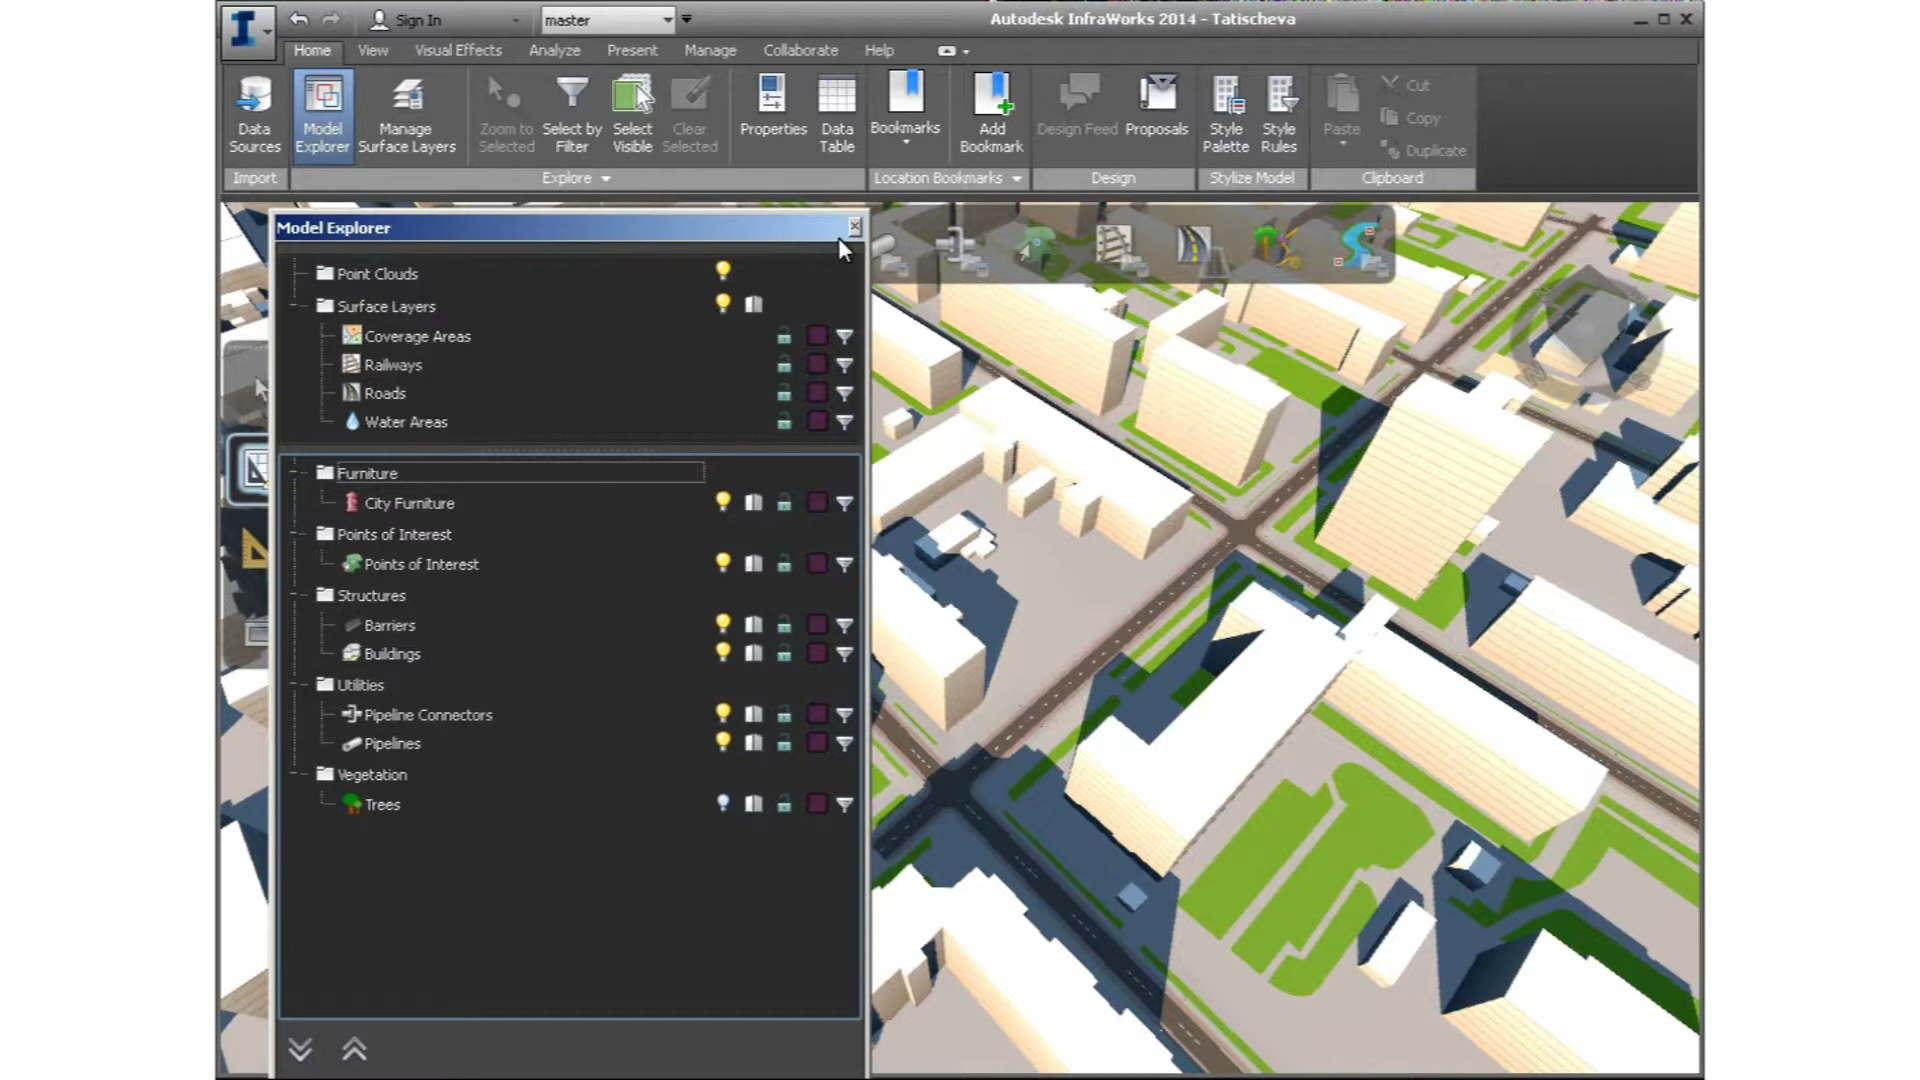 Sign In
master
Autodesk InfraWorks 2014 - Tatischeva
Home View Visual Effects Analyze Present Manage Collaborate Help
Data Sources
Model Explorer
Manage Surface Layers
Zoom to Selected
Select by Filter
Select Visible
Clear Selected
Properties
Data Table
Bookmarks
Add Bookmark
Design Feed
Proposals
Style Palette
Style Rules
Paste
Cut
Copy
Duplicate
Import
Explore
Location Bookmarks
Design
Stylize Model
Clipboard
Model Explorer
Point Clouds
Surface Layers
Coverage Areas
Railways
Roads
Water Areas
Furniture
City Furniture
Points of Interest
Points of Interest
Structures
Barriers
Buildings
Utilities
Pipeline Connectors
Pipelines
Vegetation
Trees